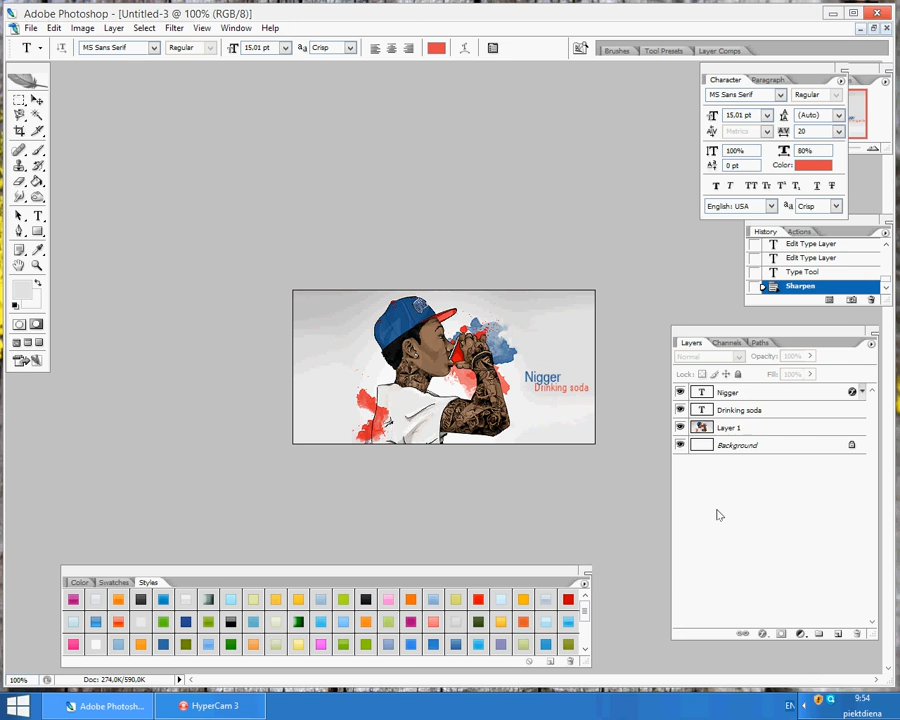 Adobe Photoshop - [Untitled-3 @ 100% (RGB/8)]
File Edit Image Layer Select Filter View Window Help
T MS Sans Serif Regular 15,01 pt aa Crisp
Brushes Tool Presets Layer Comps
Character Paragraph
MS Sans Serif Regular
15,01 pt (Auto)
Metrics 20
100% 80%
0 pt Color:
English: USA aa Crisp
History Actions
Edit Type Layer
Edit Type Layer
Type Tool
Sharpen
Nigger
Drinking soda
Layers Channels Paths
Normal Opacity: 100%
Lock: Fill: 100%
Nigger
Drinking soda
Layer 1
Background
Color Swatches Styles
100% Doc: 274,0K/590,0K
Adobe Photosh... HyperCam 3 EN 9:54
piektdiena